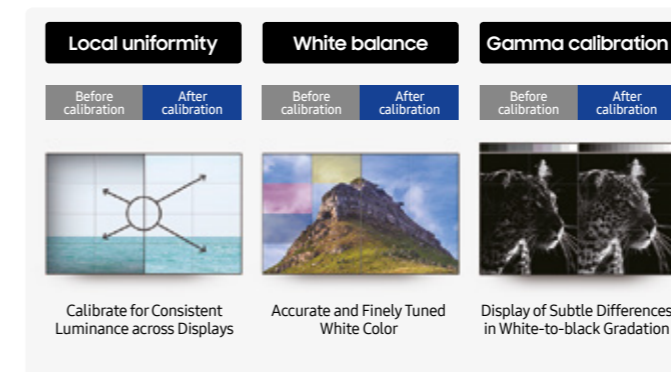 Local uniformity
Before calibration
After calibration
Calibrate for Consistent
Luminance across Displays
White balance
Before calibration
After calibration
Accurate and Finely Tuned
White Color
Gamma calibration
Before calibration
After calibration
Display of Subtle Differences
in White-to-black Gradation